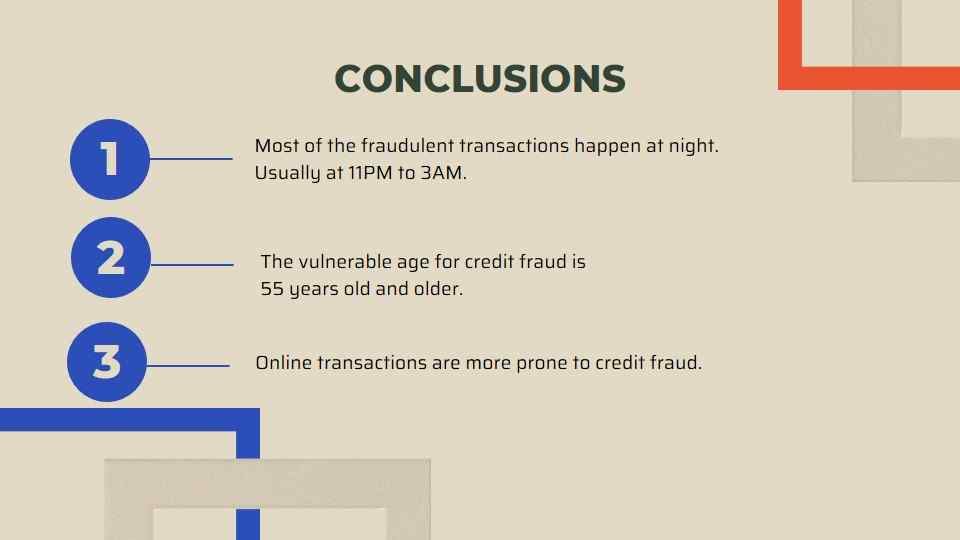 CONCLUSIONS
1
Most of the fraudulent transactions happen at night.
Usually at 11PM to 3AM.
2
The vulnerable age for credit fraud is
55 years old and older.
3
Online transactions are more prone to credit fraud.